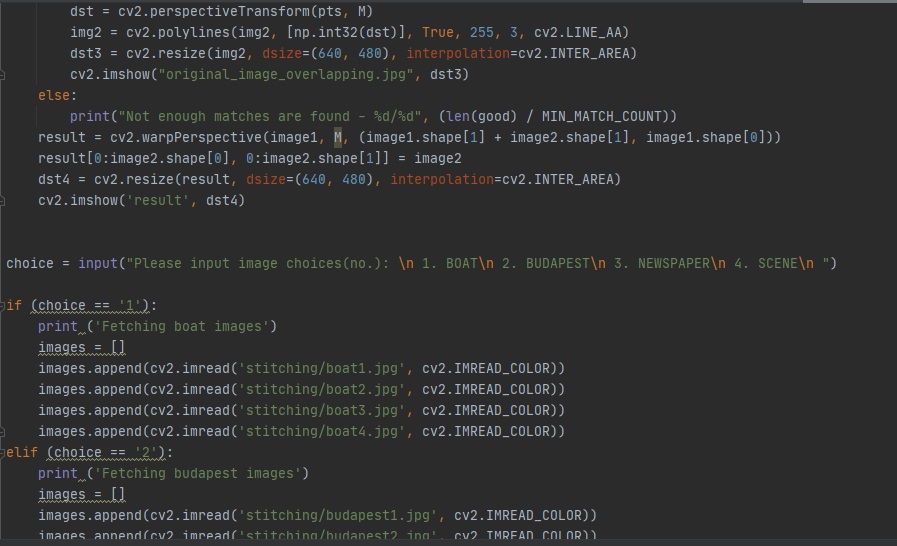 dst = cv2.perspectiveTransform(pts, M)
img2 = cv2.polylines(img2, [np.int32(dst)], True, 255, 3, cv2.LINE_AA)
dst3 = cv2.resize(img2, dsize=(640, 480), interpolation=cv2.INTER_AREA)
cv2.imshow("original_image_overlapping.jpg", dst3)
else:
print("Not enough matches are found - %d/%d", (len(good) / MIN_MATCH_COUNT))
result = cv2.warpPerspective(image1, M, (image1.shape[1] + image2.shape[1], image1.shape[0]))
result[0:image2.shape[0], 0:image2.shape[1]] = image2
dst4 = cv2.resize(result, dsize=(640, 480), interpolation=cv2.INTER_AREA)
cv2.imshow('result', dst4)
choice = input("Please input image choices(no.): \n 1. BOAT\n 2. BUDAPEST\n 3. NEWSPAPER\n 4. SCENE\n ")
if (choice == '1'):
print ('Fetching boat images')
images = []
images.append(cv2.imread('stitching/boat1.jpg', cv2.IMREAD_COLOR))
images.append(cv2.imread('stitching/boat2.jpg', cv2.IMREAD_COLOR))
images.append(cv2.imread('stitching/boat3.jpg', cv2.IMREAD_COLOR))
images.append(cv2.imread('stitching/boat4.jpg', cv2.IMREAD_COLOR))
elif (choice == '2'):
print ('Fetching budapest images')
images = []
images.append(cv2.imread('stitching/budapest1.jpg', cv2.IMREAD_COLOR))
images.append(cv2.imread('stitching/budapest2.jpg', cv2.IMREAD_COLOR))